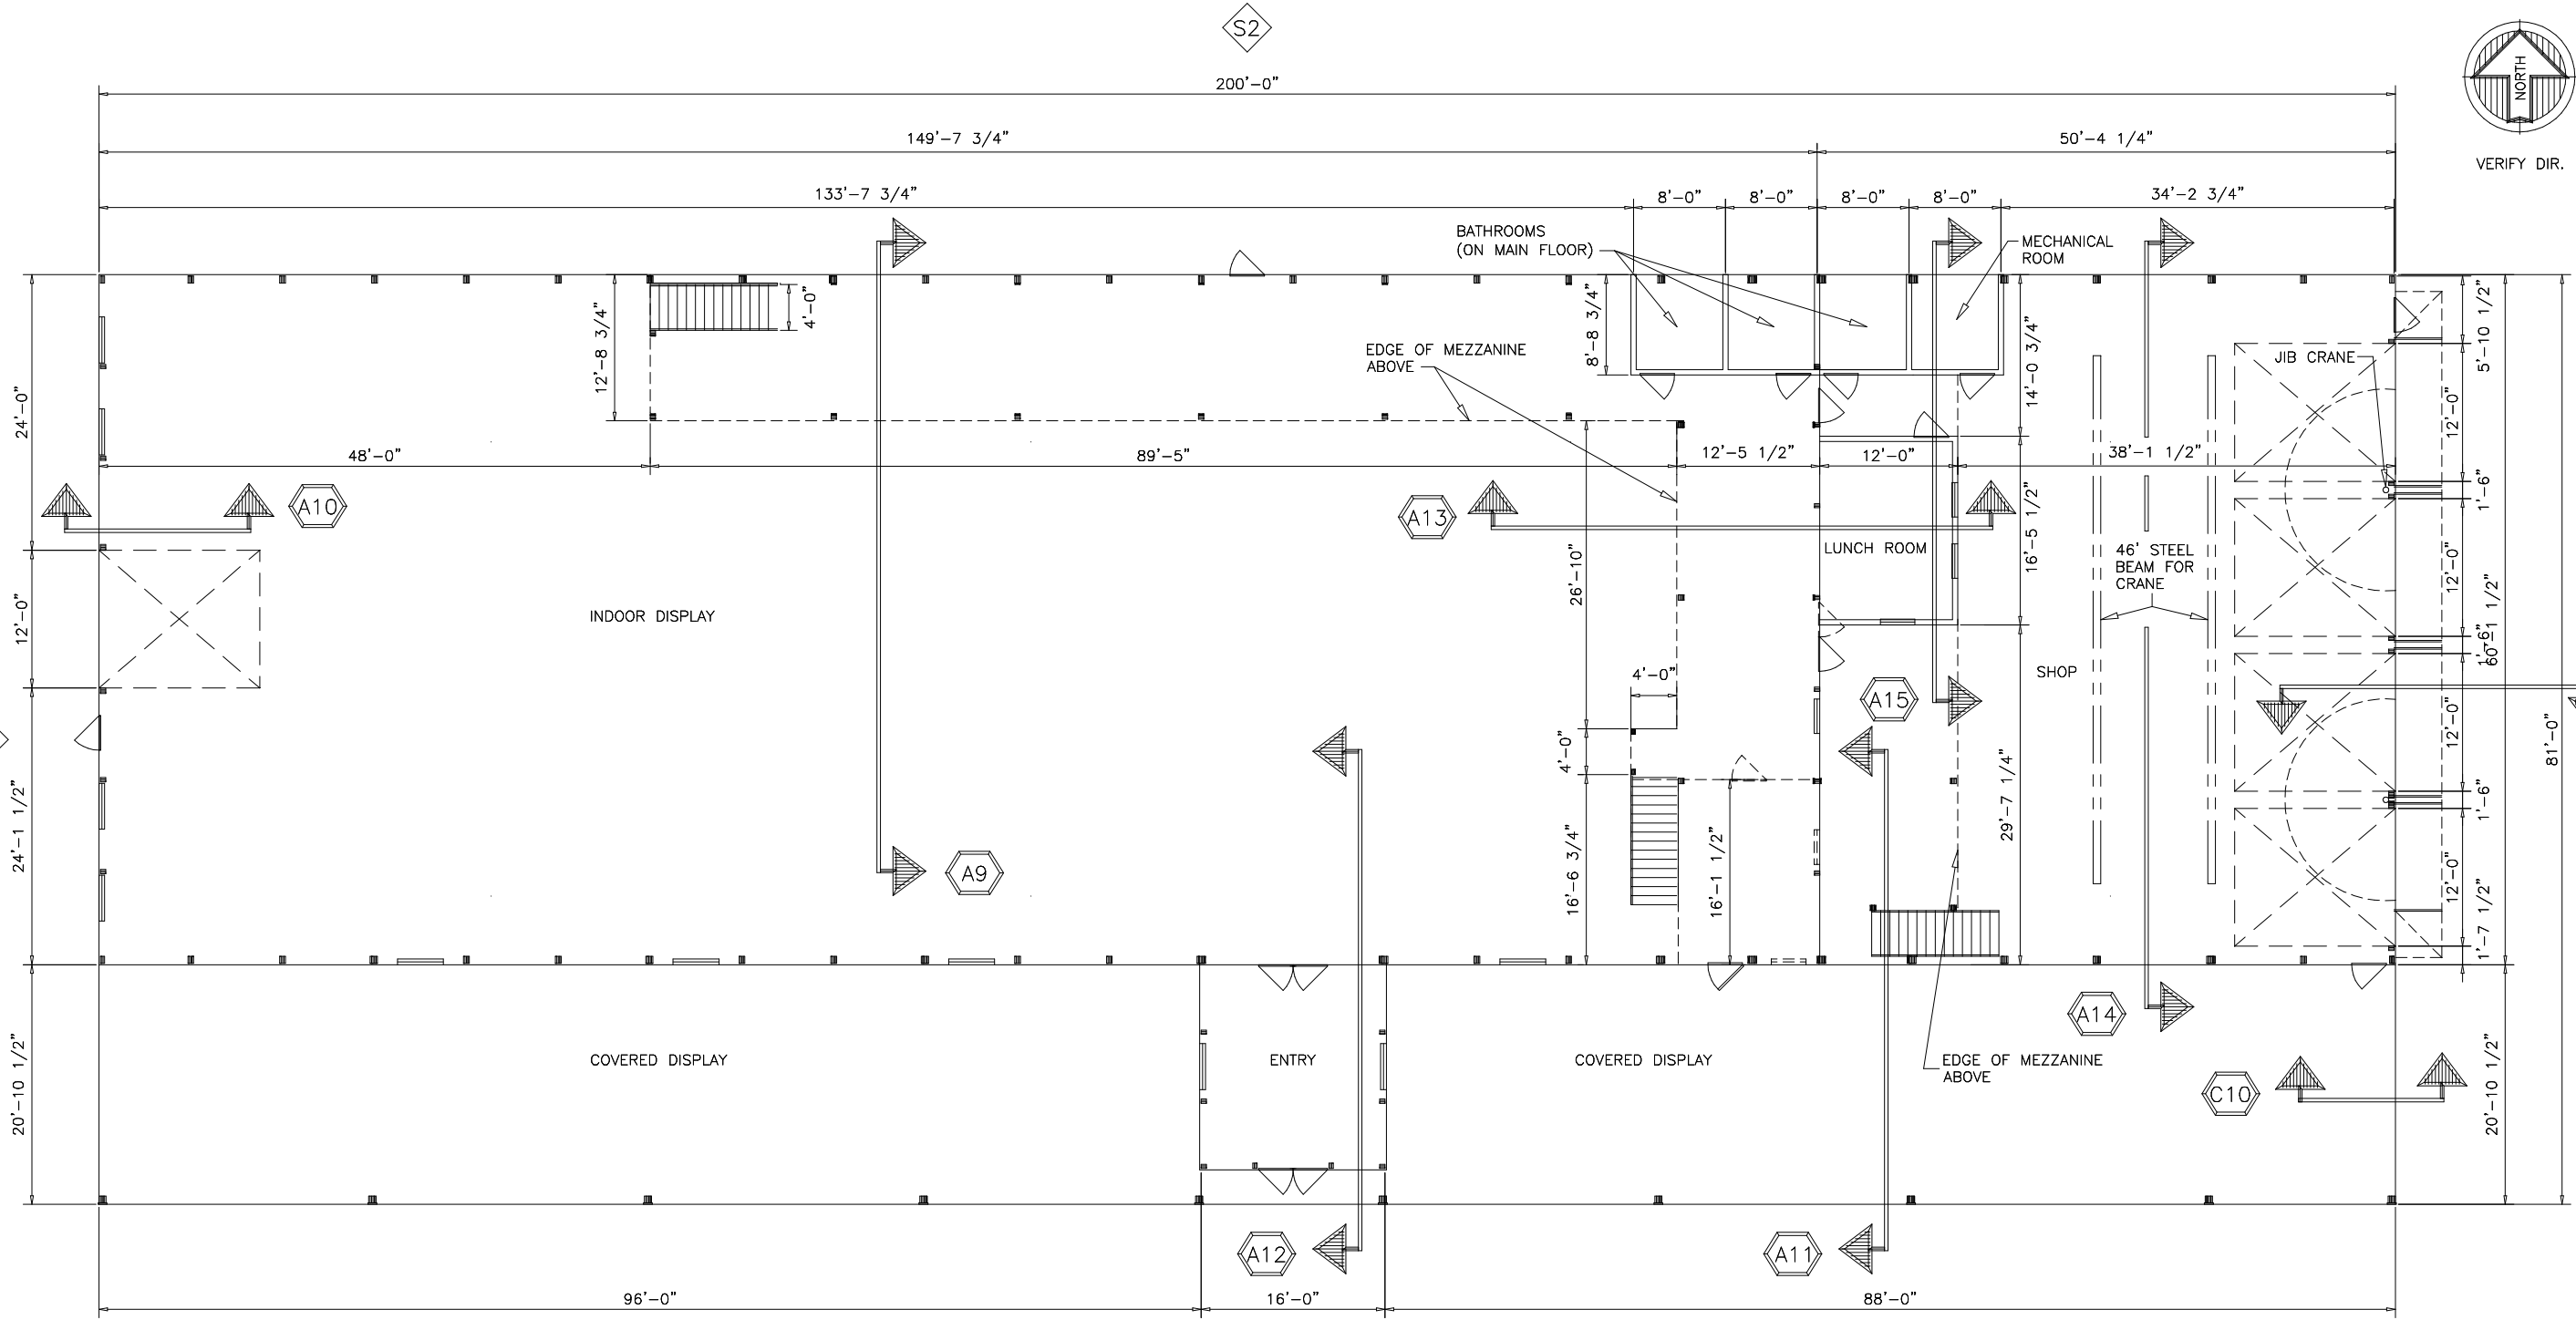 S2
200'-0"
NORTH
149'-7 3/4"
50'-4 1/4"
VERIFY DIR.
133'-7 3/4"
8'-0"
8'-0"
8'-0"
8'-0"
34'-2 3/4"
BATHROOMS
(ON MAIN FLOOR)
MECHANICAL
ROOM
4'-0"
12'-8 3/4"
8'-8 3/4"
14'-0 3/4"
5'-10 1/2"
EDGE OF MEZZANINE
ABOVE
JIB CRANE
24'-0"
12'-0"
48'-0"
89'-5"
12'-5 1/2"
12'-0"
38'-1 1/2"
1'-6"
A10
A13
LUNCH ROOM
16'-5 1/2"
46' STEEL
BEAM FOR
CRANE
12'-0"
26'-10"
12'-0"
INDOOR DISPLAY
1'-6"
60'-1 1/2"
4'-0"
SHOP
A15
4'-0"
12'-0"
81'-0"
24'-1 1/2"
29'-7 1/4"
1'-6"
A9
16'-6 3/4"
16'-1 1/2"
12'-0"
1'-7 1/2"
A14
20'-10 1/2"
COVERED DISPLAY
ENTRY
COVERED DISPLAY
EDGE OF MEZZANINE
ABOVE
20'-10 1/2"
C10
A12
A11
96'-0"
16'-0"
88'-0"